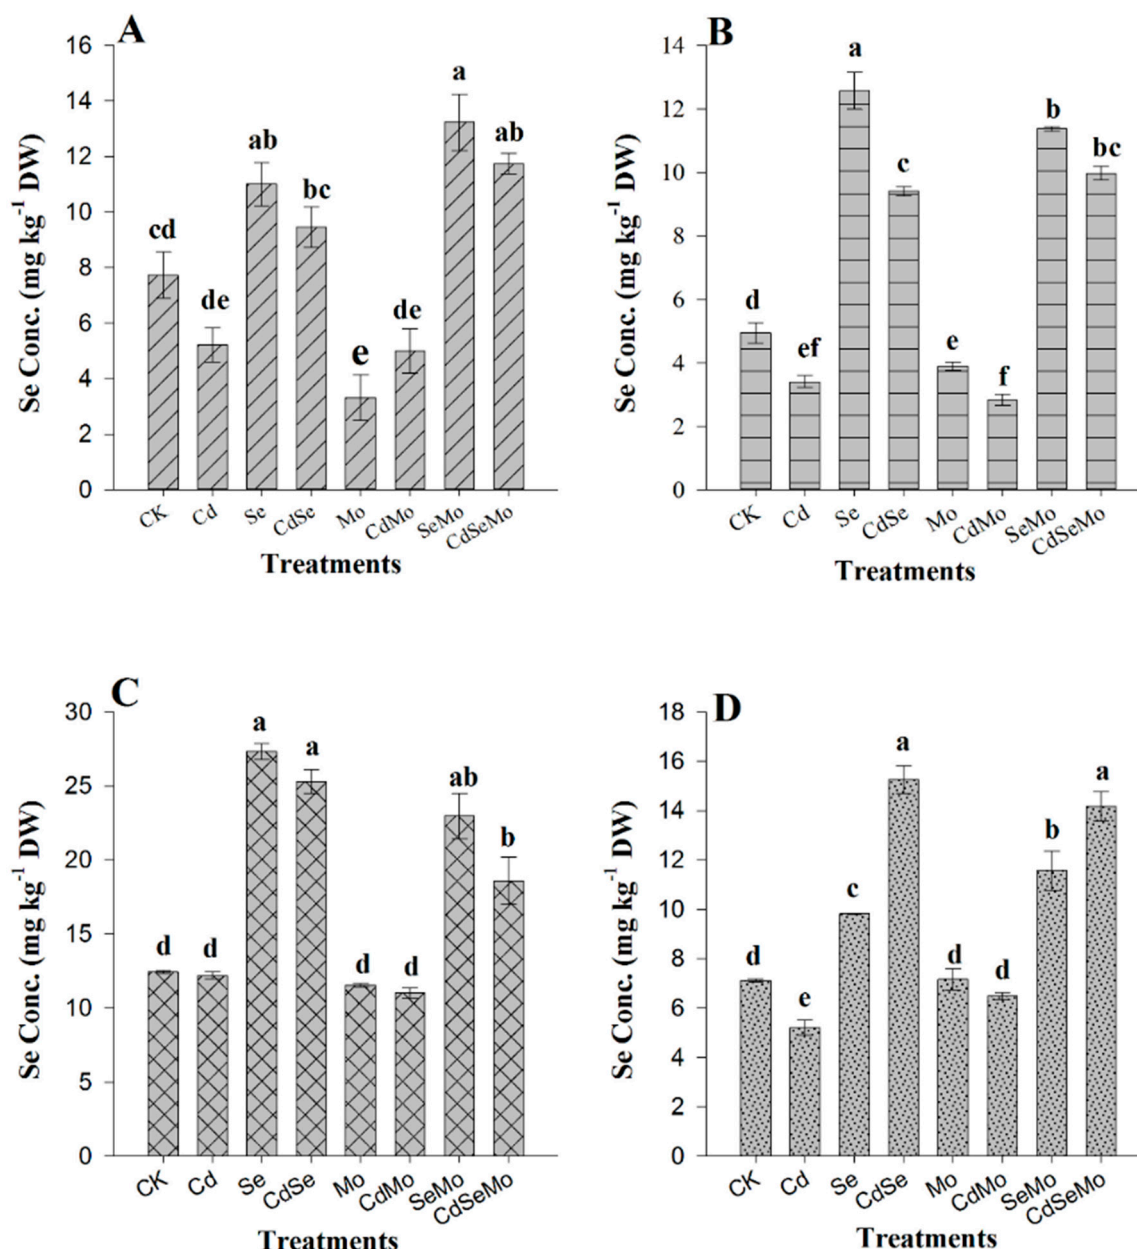 A
16
14
12
10
8
6
4
2
0
Se Conc. (mg kg-1 DW)
cd
de
ab
bc
e
de
a
ab
CK
Cd
Se
CdSe
Mo
CdMo
SeMo
CdSeMo
Treatments
B
14
12
10
8
6
4
2
0
Se Conc. (mg kg-1 DW)
d
ef
a
c
e
f
b
bc
CK
Cd
Se
CdSe
Mo
CdMo
SeMo
CdSeMo
Treatments
C
30
25
20
15
10
5
0
Se Conc. (mg kg-1 DW)
d
d
a
a
d
d
ab
b
CK
Cd
Se
CdSe
Mo
CdMo
SeMo
CdSeMo
Treatments
D
18
16
14
12
10
8
6
4
2
0
Se Conc. (mg kg-1 DW)
d
e
c
a
d
d
b
a
CK
Cd
Se
CdSe
Mo
CdMo
SeMo
CdSeMo
Treatments